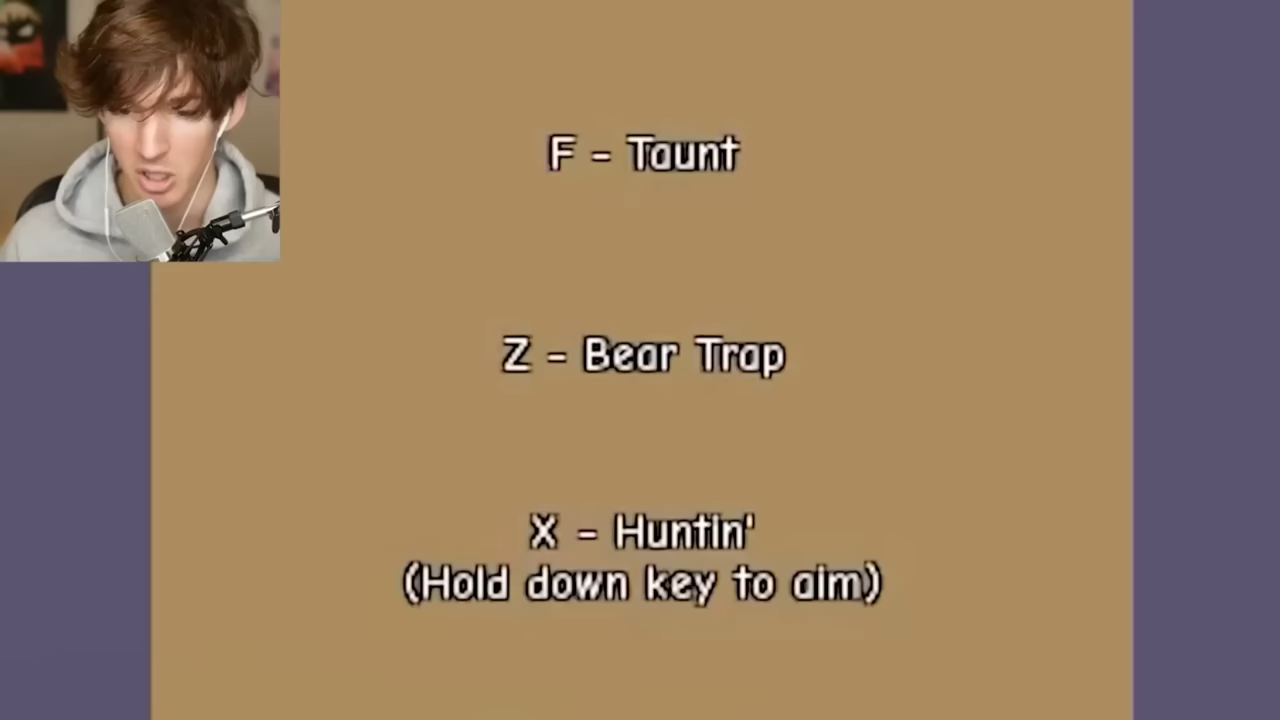 F - Taunt
Z - Bear Trap
X - Huntin'
(Hold down key to aim)